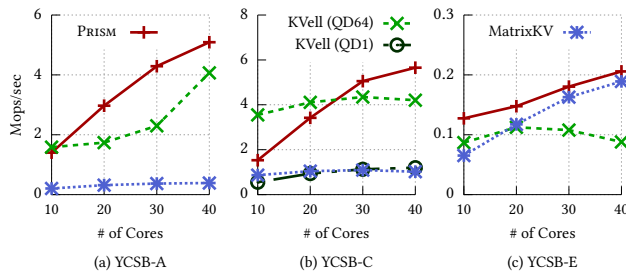 6
4
2
0
Mops/sec
PRISM
10 20 30 40
# of Cores
(a) YCSB-A
8
6
4
2
0
KVell (QD64)
KVell (QD1)
10 20 30 40
# of Cores
(b) YCSB-C
0.3
0.2
0.1
0
MatrixKV
10 20 30 40
# of Cores
(c) YCSB-E